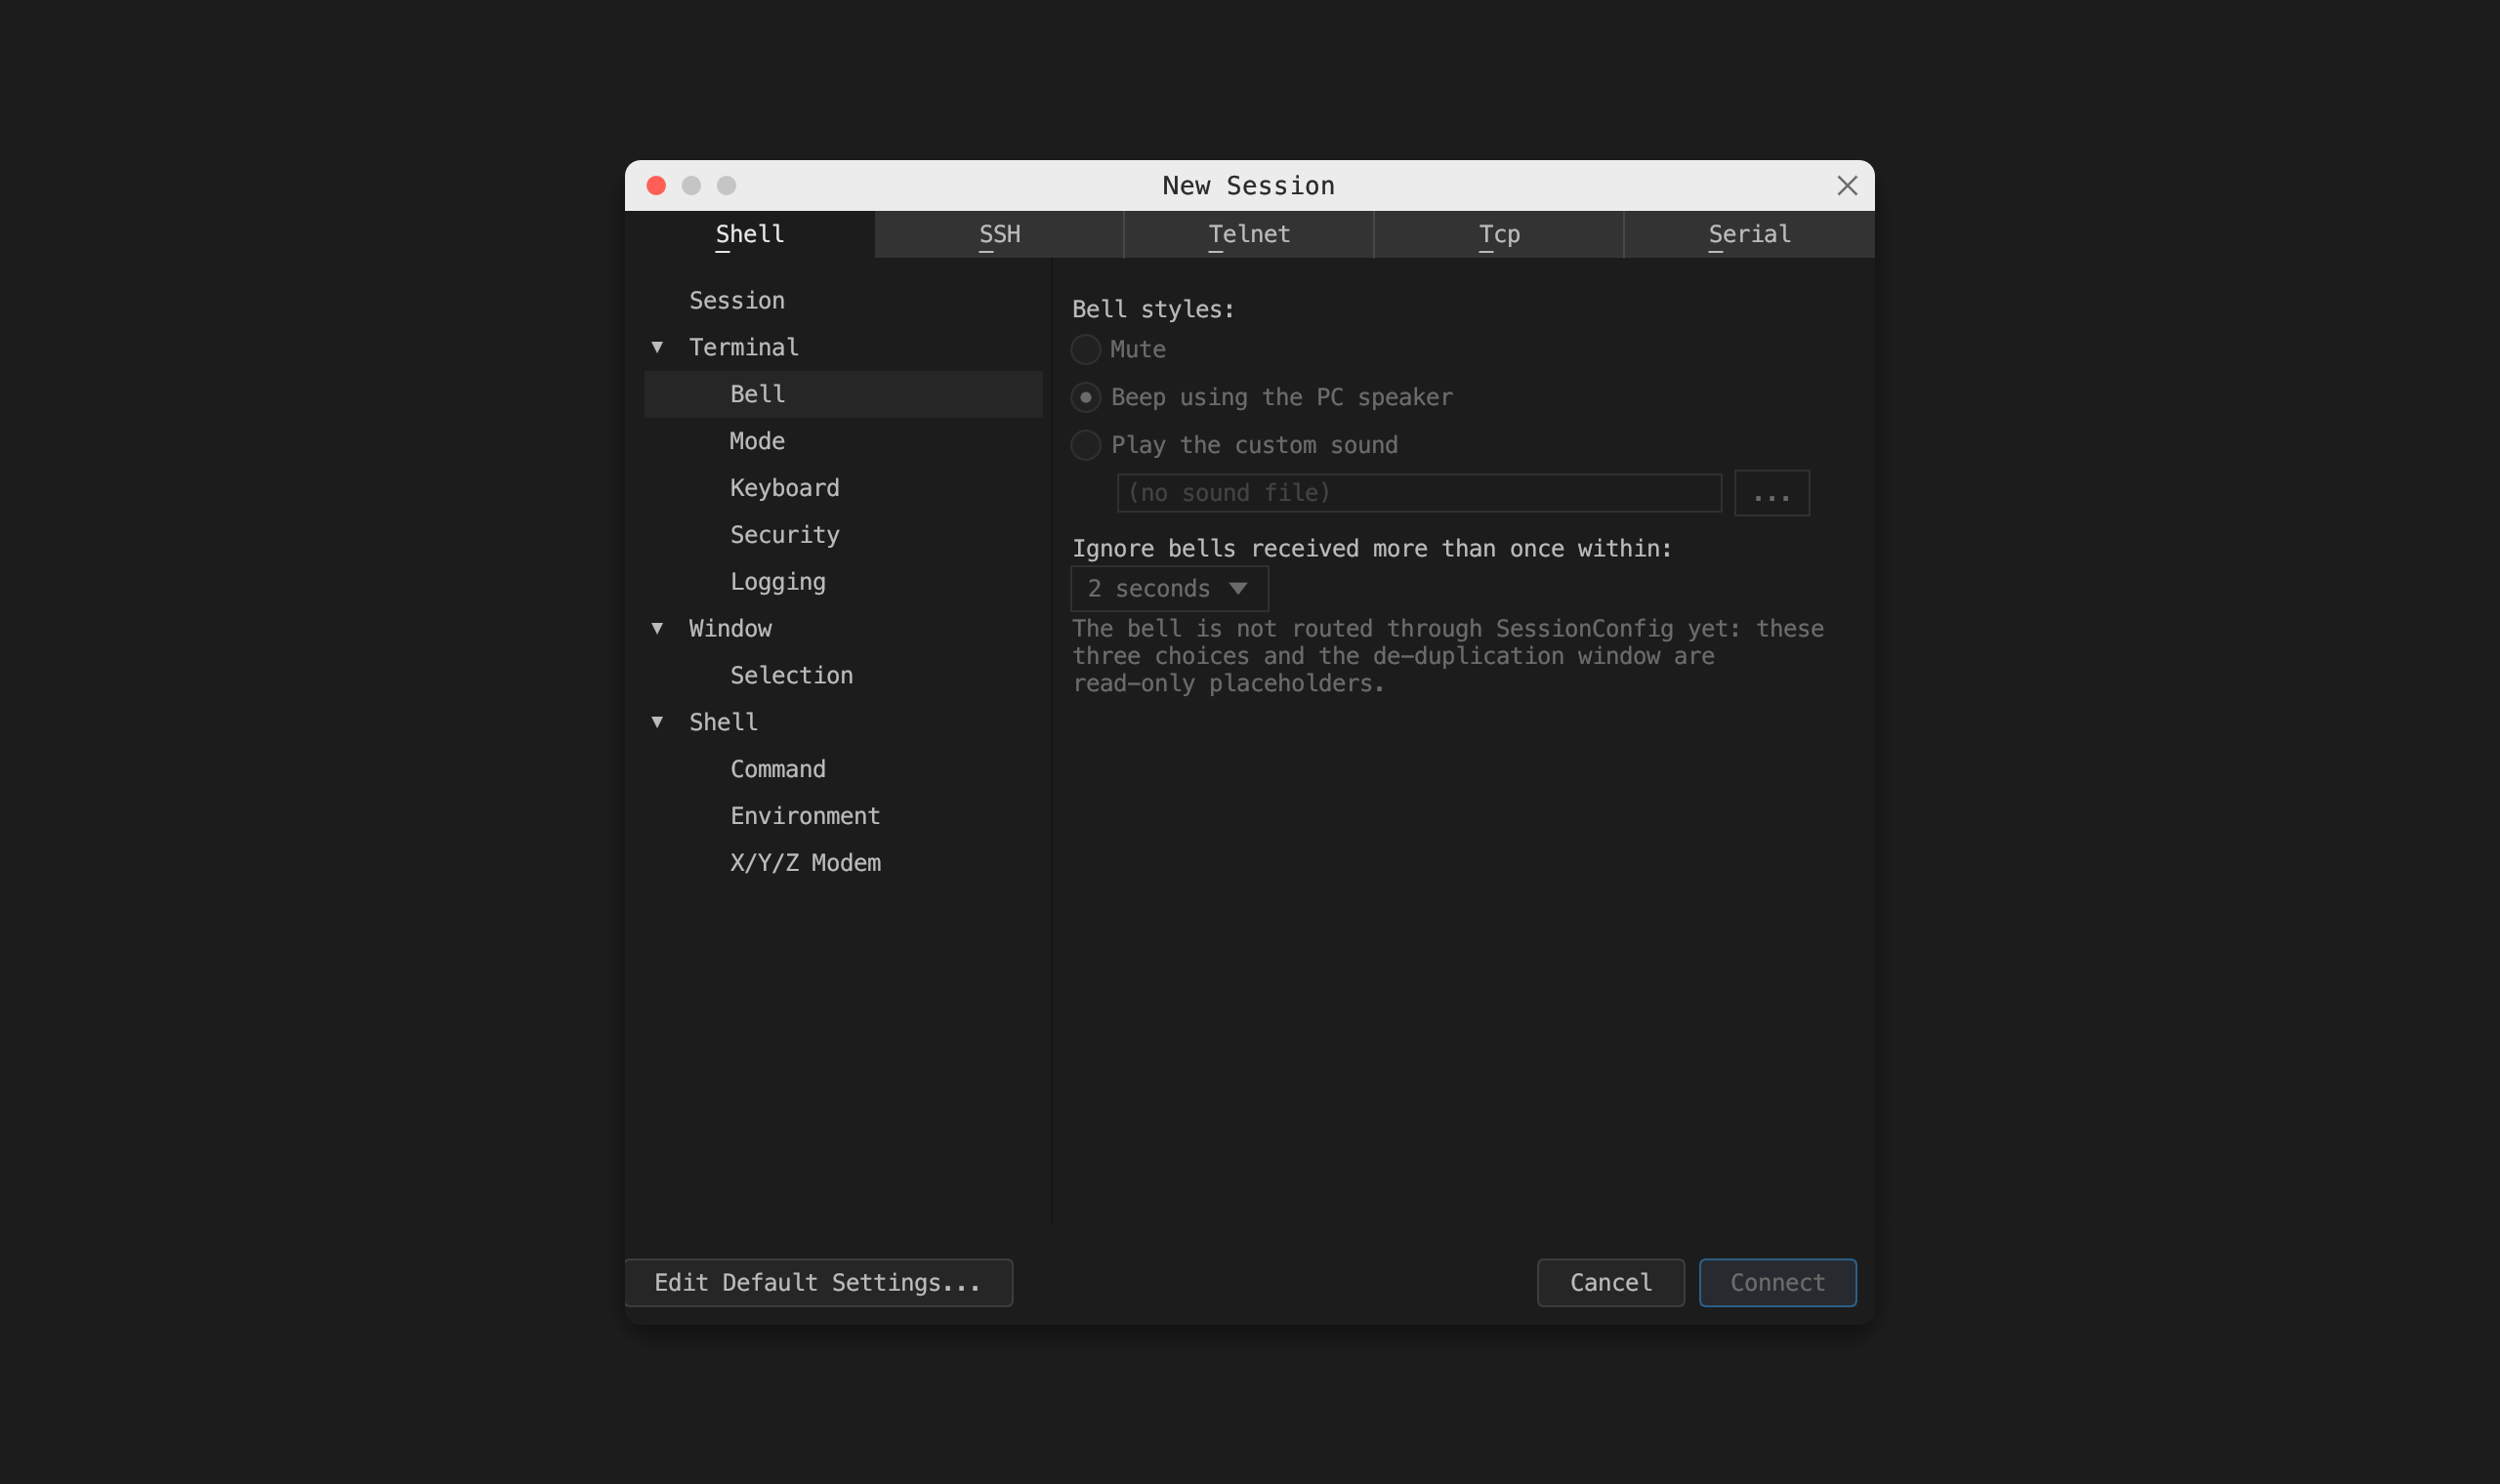 New Session
Shell
SSH
Telnet
Tcp
Serial
Session
Terminal
Bell
Mode
Keyboard
Security
Logging
Window
Selection
Shell
Command
Environment
X/Y/Z Modem
Bell styles:
Mute
Beep using the PC speaker
Play the custom sound
(no sound file)
...
Ignore bells received more than once within:
2 seconds
The bell is not routed through SessionConfig yet: these
three choices and the de-duplication window are
read-only placeholders.
Edit Default Settings...
Cancel
Connect